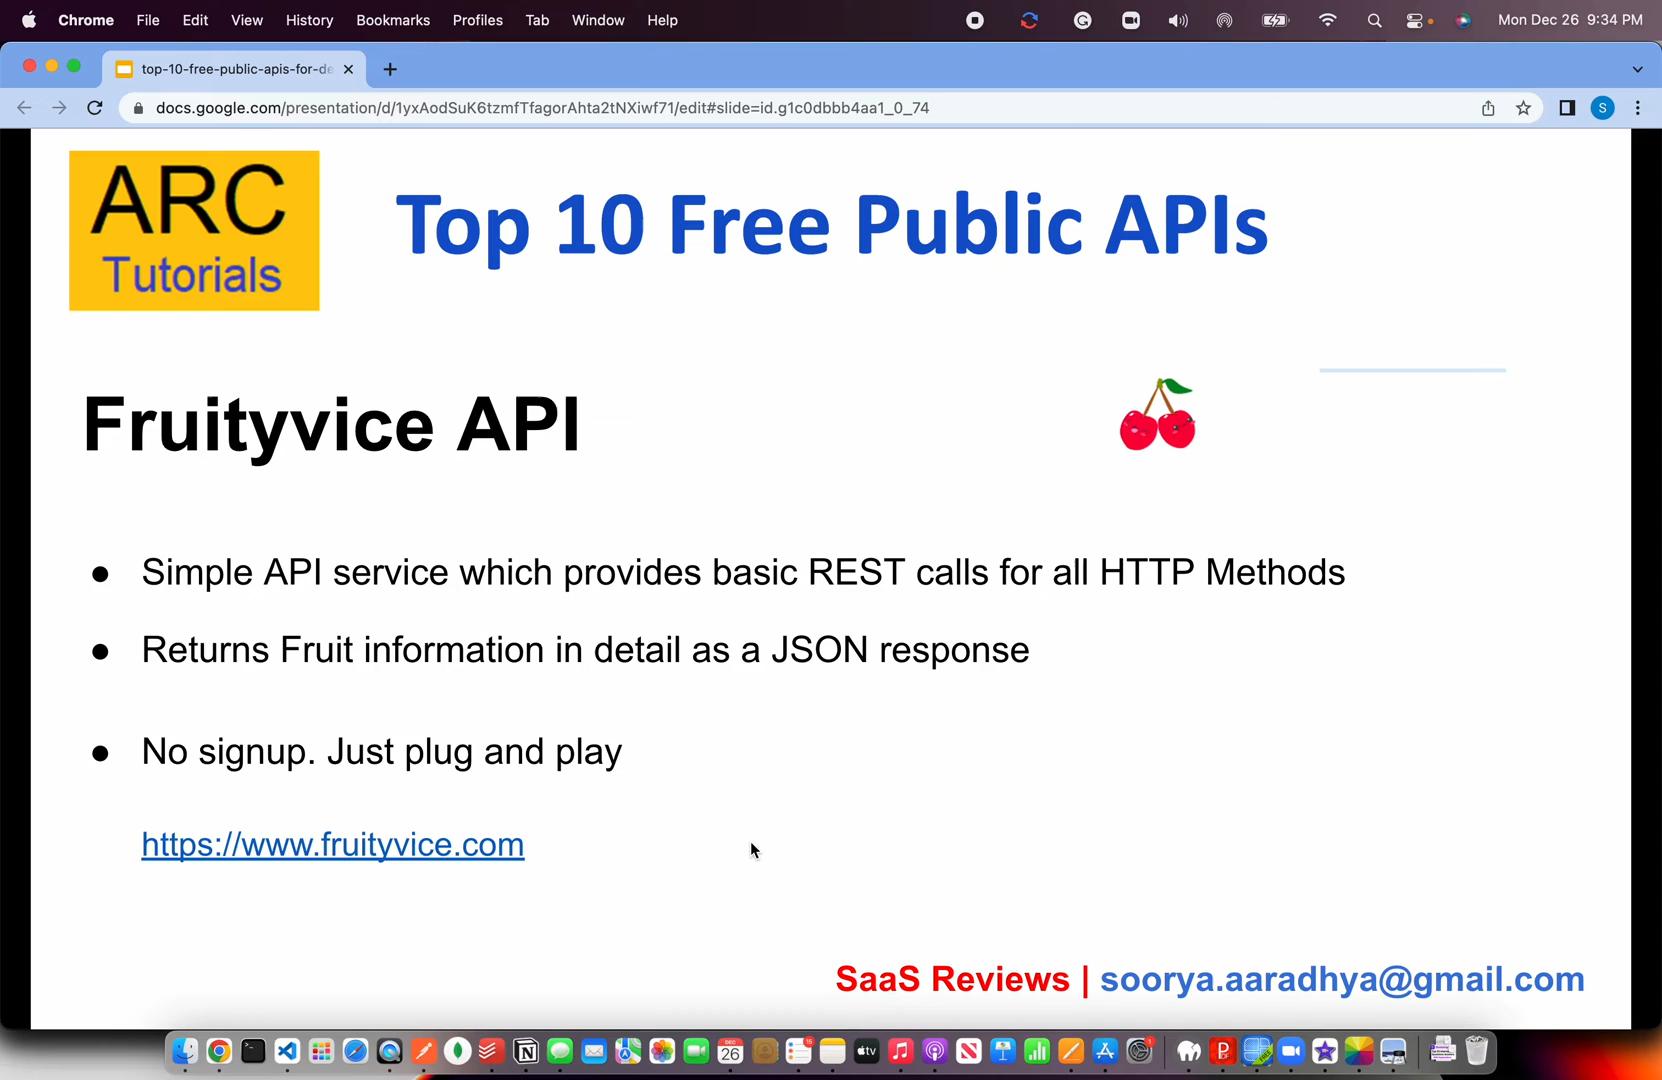 Chrome File Edit View History Bookmarks Profiles Tab Window Help Mon Dec 26 9:34 PM
top-10-free-public-apis-for-de
docs.google.com/presentation/d/1yxAodSuK6tzmfTfagorAhta2tNXiwf71/edit#slide=id.g1c0dbbb4aa1_0_74
S
ARC
Tutorials
Top 10 Free Public APIs
Fruityvice API
● Simple API service which provides basic REST calls for all HTTP Methods
● Returns Fruit information in detail as a JSON response
● No signup. Just plug and play
https://www.fruityvice.com
SaaS Reviews | soorya.aaradhya@gmail.com
DEC
26
tv